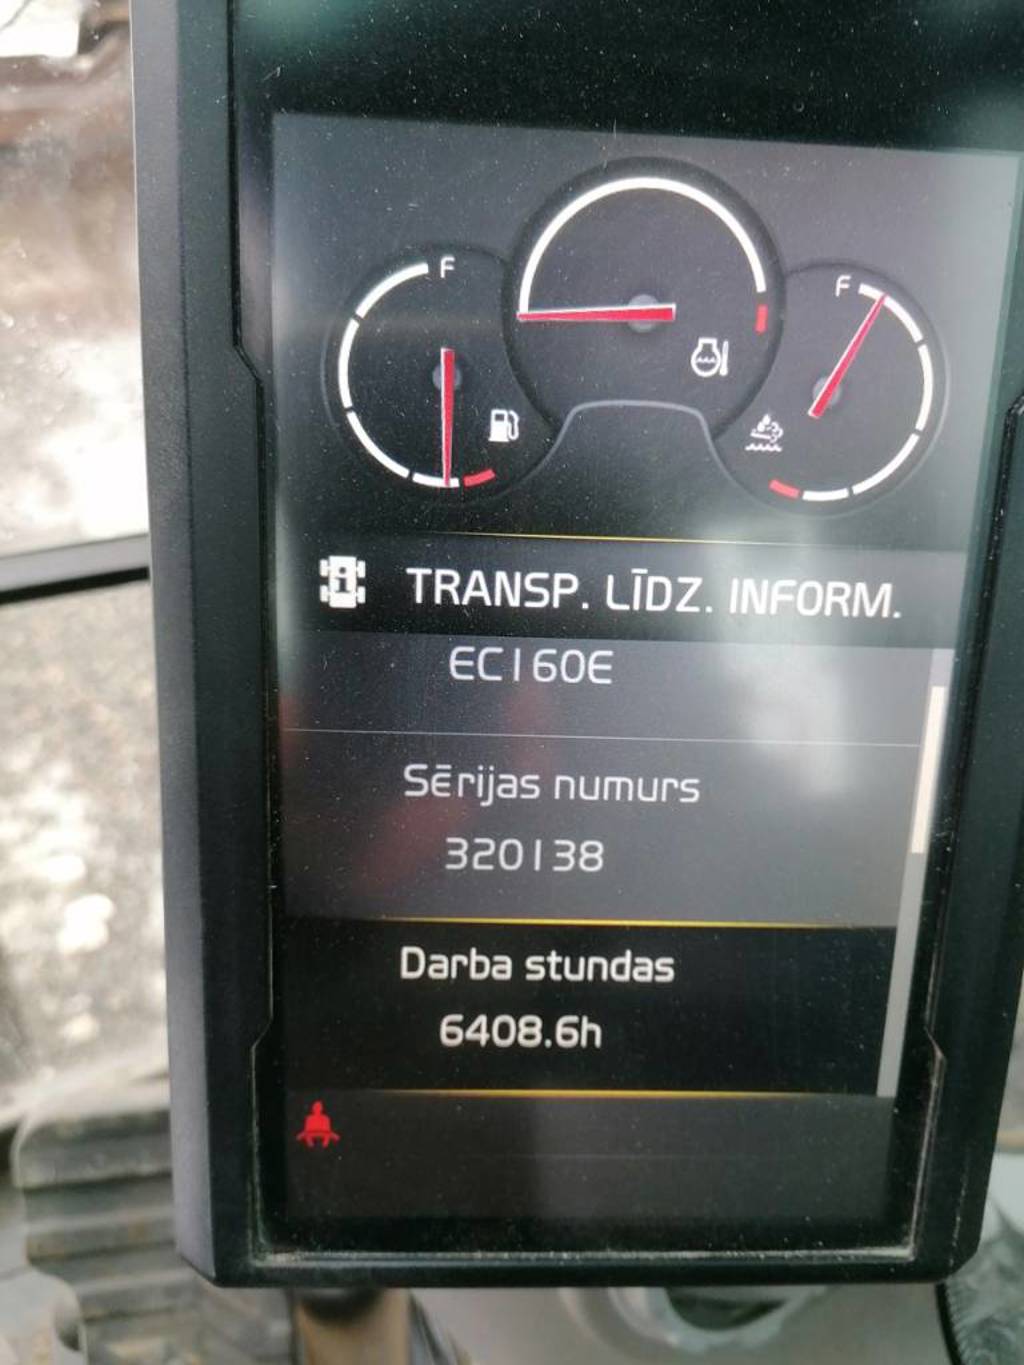 F
F
TRANSP. LĪDZ. INFORM.
EC160E
Sērijas numurs
320138
Darba stundas
6408.6h